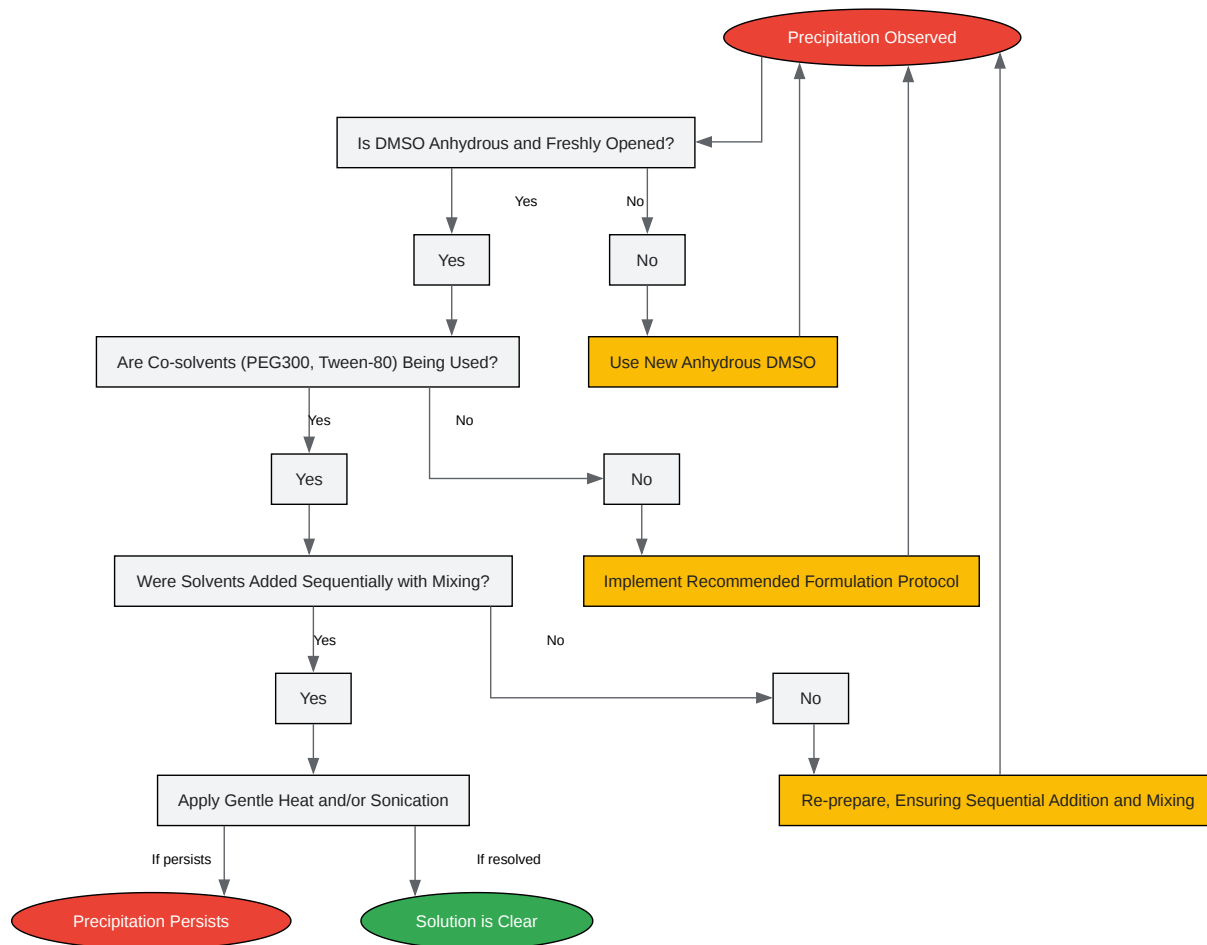 Precipitation Observed
Is DMSO Anhydrous and Freshly Opened?
Yes
No
Yes
No
Are Co-solvents (PEG300, Tween-80) Being Used?
Use New Anhydrous DMSO
Yes
No
Yes
No
Were Solvents Added Sequentially with Mixing?
Implement Recommended Formulation Protocol
Yes
No
Yes
No
Apply Gentle Heat and/or Sonication
Re-prepare, Ensuring Sequential Addition and Mixing
If persists
If resolved
Precipitation Persists
Solution is Clear